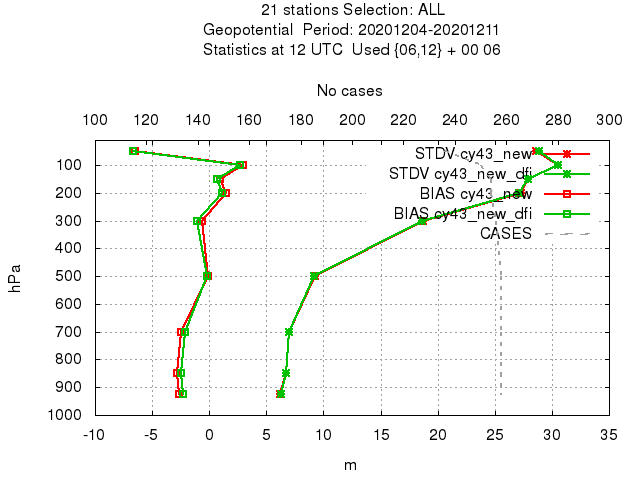 21 stations Selection: ALL
Geopotential  Period: 20201204-20201211
Statistics at 12 UTC  Used {06,12} + 00 06
No cases
100 120 140 160 180 200 220 240 260 280 300
STDV cy43_new
STDV cy43_new_dfi
BIAS cy43_new
BIAS cy43_new_dfi
CASES
100
200
300
400
500
600
700
800
900
1000
hPa
-10 -5 0 5 10 15 20 25 30 35
m